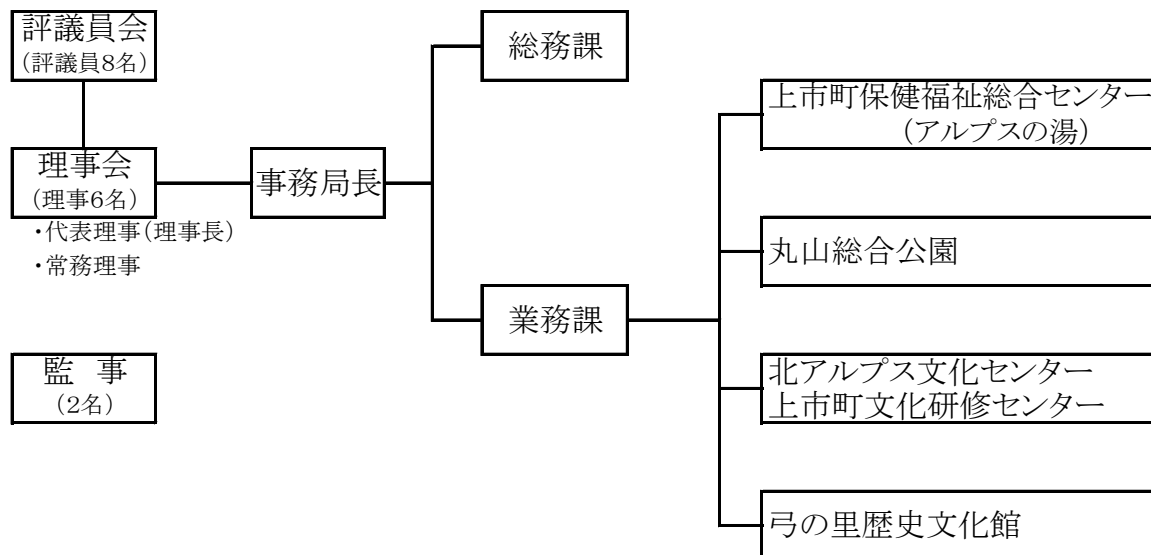 評議員会
(評議員8名)
理事会
(理事6名)
・代表理事(理事長)
・常務理事
監　事
(2名)
事務局長
総務課
業務課
上市町保健福祉総合センター
(アルプスの湯)
丸山総合公園
北アルプス文化センター
上市町文化研修センター
弓の里歴史文化館